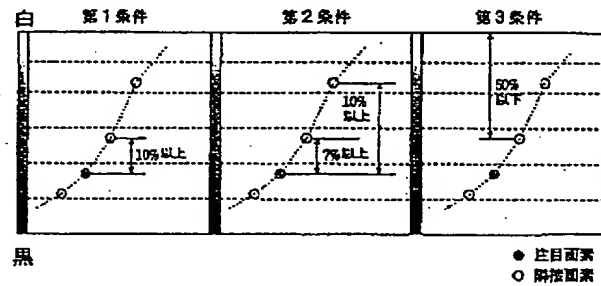 白
第1条件
第2条件
第3条件
10%以上
10%
以上
7%以上
50%
以下
黒
● 注目画素
○ 隣接画素